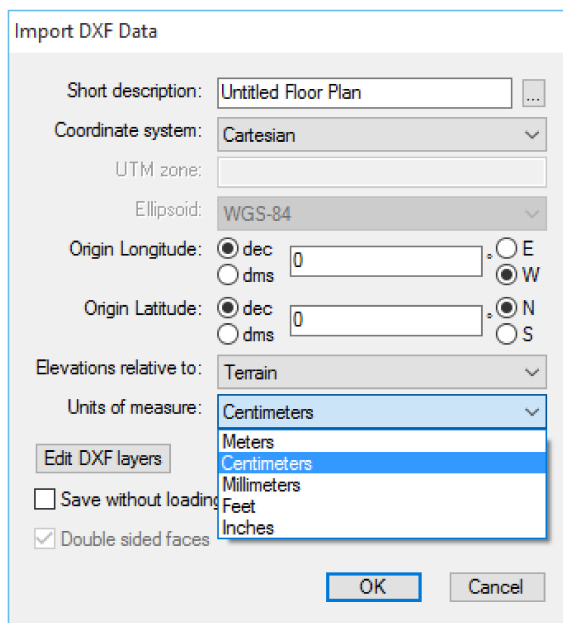 Import DXF Data
Short description: Untitled Floor Plan ...
Coordinate system: Cartesian
UTM zone:
Ellipsoid: WGS-84
Origin Longitude: dec 0 ° E
dms W
Origin Latitude: dec 0 ° N
dms S
Elevations relative to: Terrain
Units of measure: Centimeters
Meters
Edit DXF layers Centimeters
Millimeters
Save without loading Feet
Inches
Double sided faces
OK Cancel